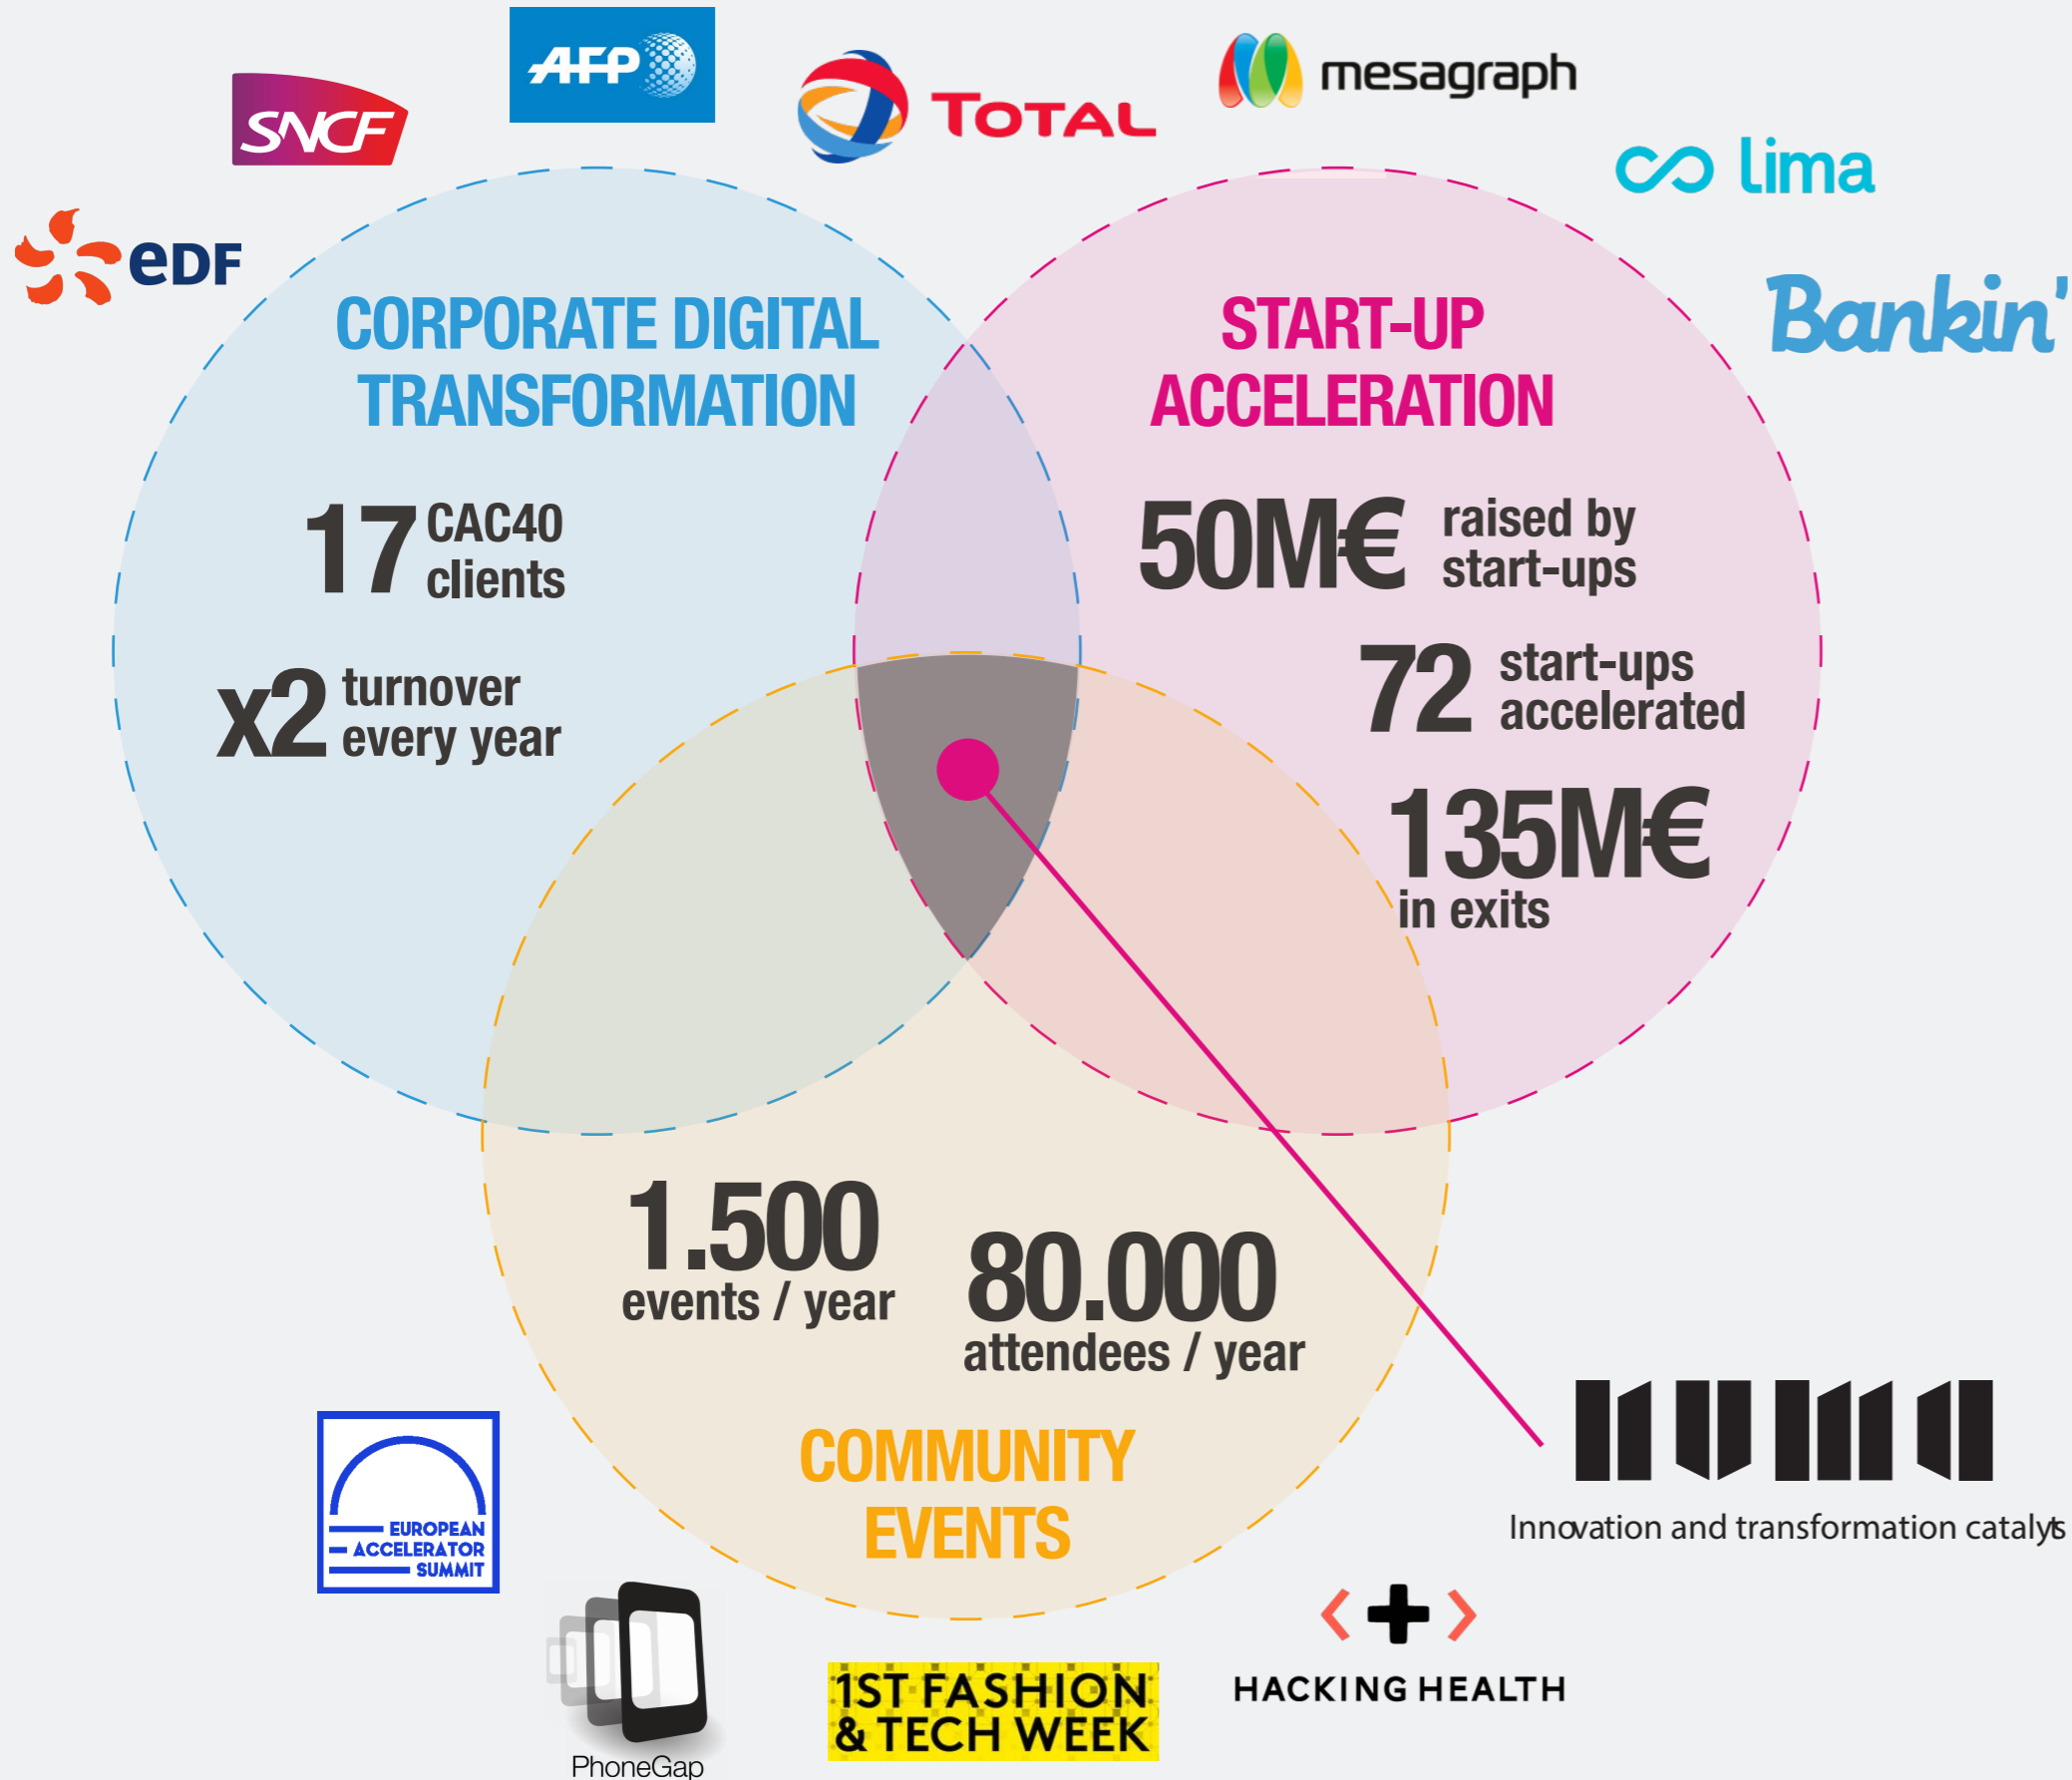 AFP
SNCF
TOTAL
mesagraph
lima
eDF
Bankin'
CORPORATE DIGITAL
TRANSFORMATION
17 CAC40
clients
x2 turnover
every year
START-UP
ACCELERATION
50M€ raised by
start-ups
72 start-ups
accelerated
135M€
in exits
1.500
events / year
80.000
attendees / year
COMMUNITY
EVENTS
numa
Innovation and transformation catalyts
EUROPEAN
ACCELERATOR
SUMMIT
PhoneGap
1ST FASHION
& TECH WEEK
HACKING HEALTH